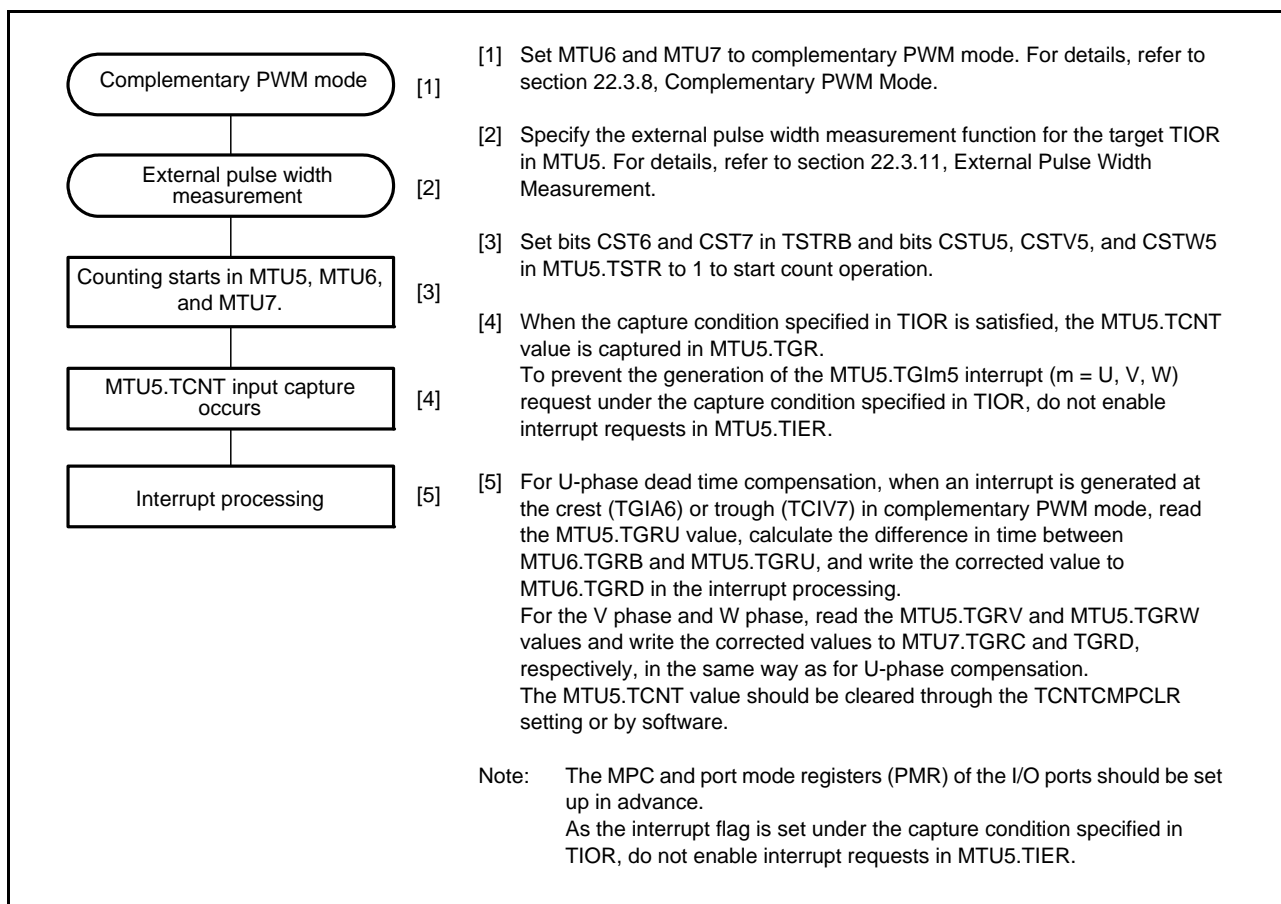 Complementary PWM mode
[1]
External pulse width
measurement
[2]
Counting starts in MTU5, MTU6,
and MTU7.
[3]
MTU5.TCNT input capture
occurs
[4]
Interrupt processing
[5]
[1] Set MTU6 and MTU7 to complementary PWM mode. For details, refer to
section 22.3.8, Complementary PWM Mode.
[2] Specify the external pulse width measurement function for the target TIOR
in MTU5. For details, refer to section 22.3.11, External Pulse Width
Measurement.
[3] Set bits CST6 and CST7 in TSTRB and bits CSTU5, CSTV5, and CSTW5
in MTU5.TSTR to 1 to start count operation.
[4] When the capture condition specified in TIOR is satisfied, the MTU5.TCNT
value is captured in MTU5.TGR.
To prevent the generation of the MTU5.TGIm5 interrupt (m = U, V, W)
request under the capture condition specified in TIOR, do not enable
interrupt requests in MTU5.TIER.
[5] For U-phase dead time compensation, when an interrupt is generated at
the crest (TGIA6) or trough (TCIV7) in complementary PWM mode, read
the MTU5.TGRU value, calculate the difference in time between
MTU6.TGRB and MTU5.TGRU, and write the corrected value to
MTU6.TGRD in the interrupt processing.
For the V phase and W phase, read the MTU5.TGRV and MTU5.TGRW
values and write the corrected values to MTU7.TGRC and TGRD,
respectively, in the same way as for U-phase compensation.
The MTU5.TCNT value should be cleared through the TCNTCMPCLR
setting or by software.
Note: The MPC and port mode registers (PMR) of the I/O ports should be set
up in advance.
As the interrupt flag is set under the capture condition specified in
TIOR, do not enable interrupt requests in MTU5.TIER.